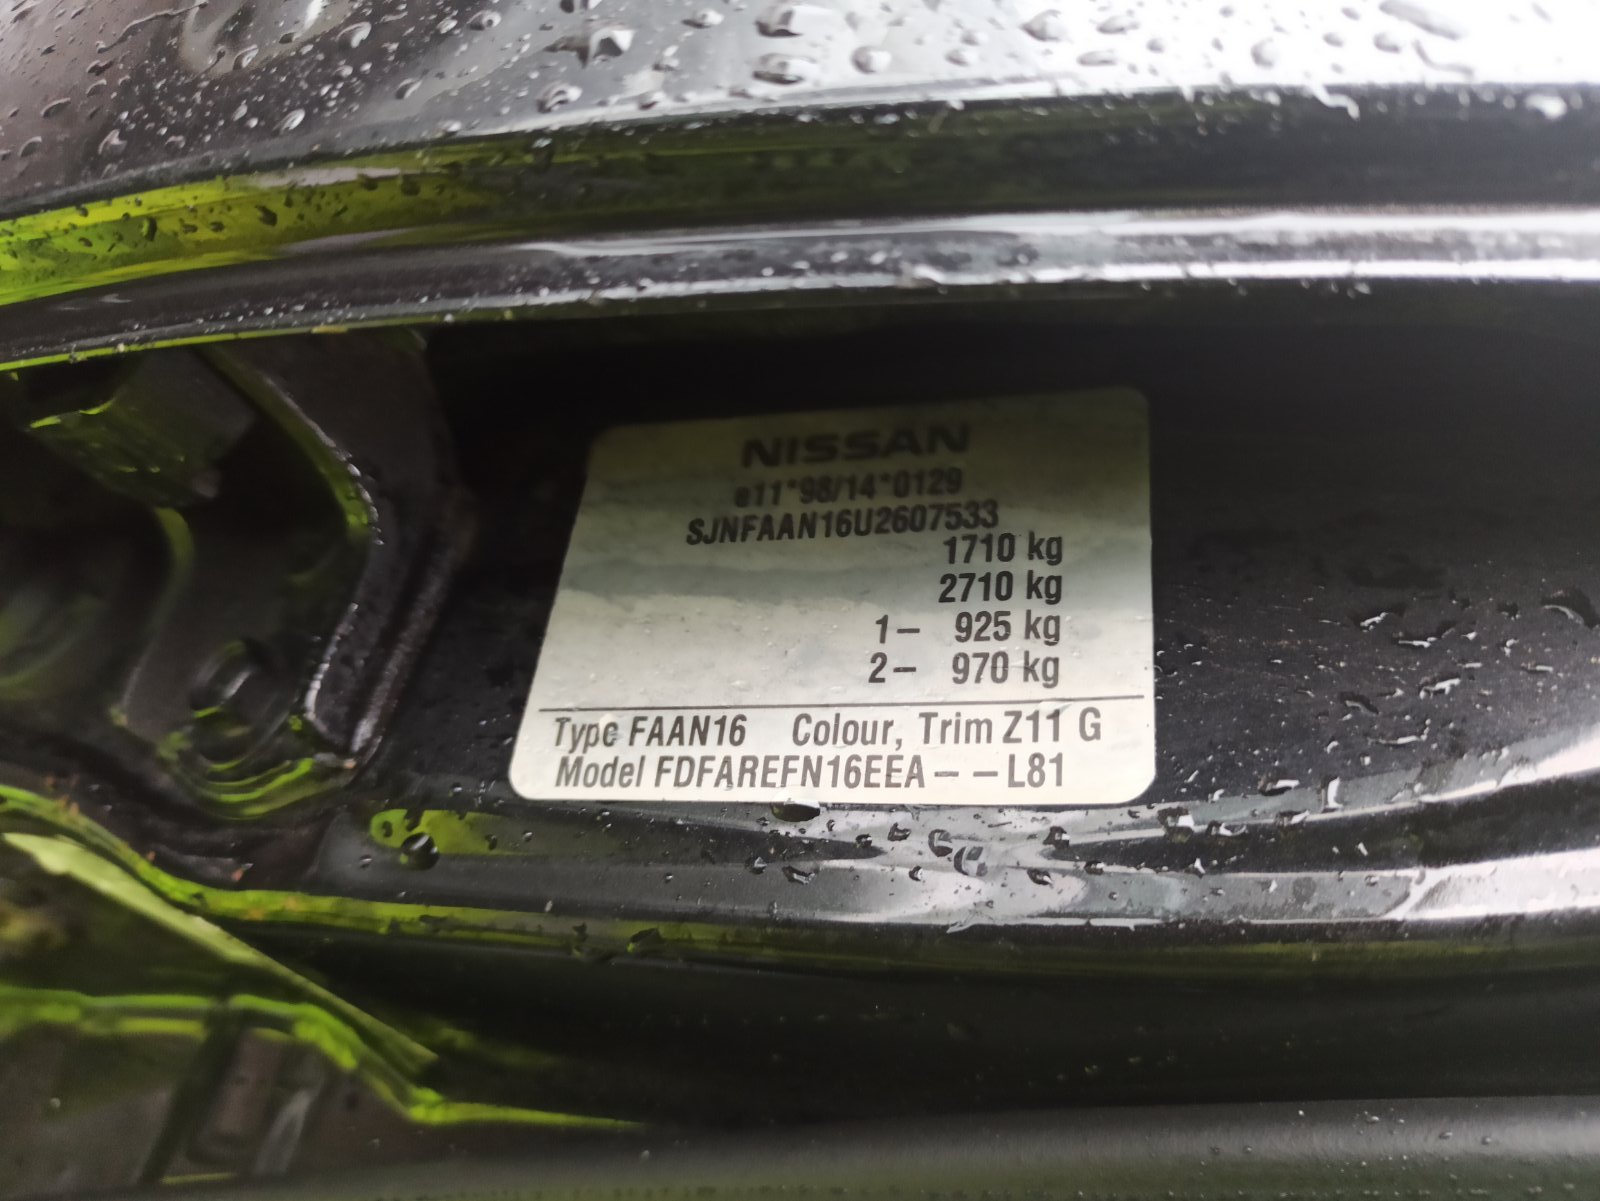 NISSAN
e11*98/14*0129
SJNFAAN16U2607533
1710 kg
2710 kg
1– 925 kg
2– 970 kg
Type FAAN16 Colour, Trim Z11 G
Model FDFAREFN16EEA – – L81